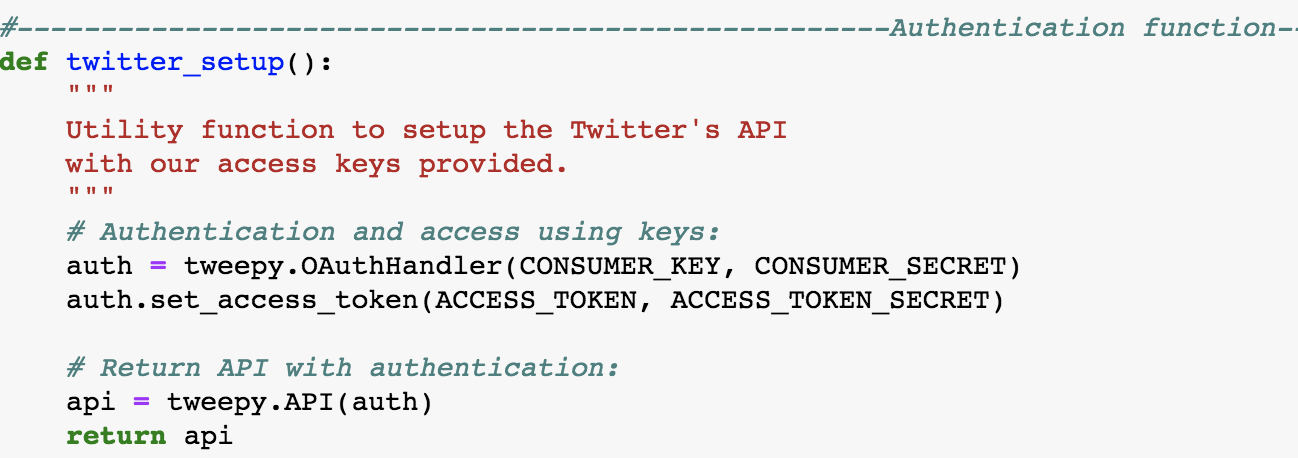 #----------------------------------------------------Authentication function--
def twitter_setup():
    """
    Utility function to setup the Twitter's API
    with our access keys provided.
    """
    # Authentication and access using keys:
    auth = tweepy.OAuthHandler(CONSUMER_KEY, CONSUMER_SECRET)
    auth.set_access_token(ACCESS_TOKEN, ACCESS_TOKEN_SECRET)

    # Return API with authentication:
    api = tweepy.API(auth)
    return api